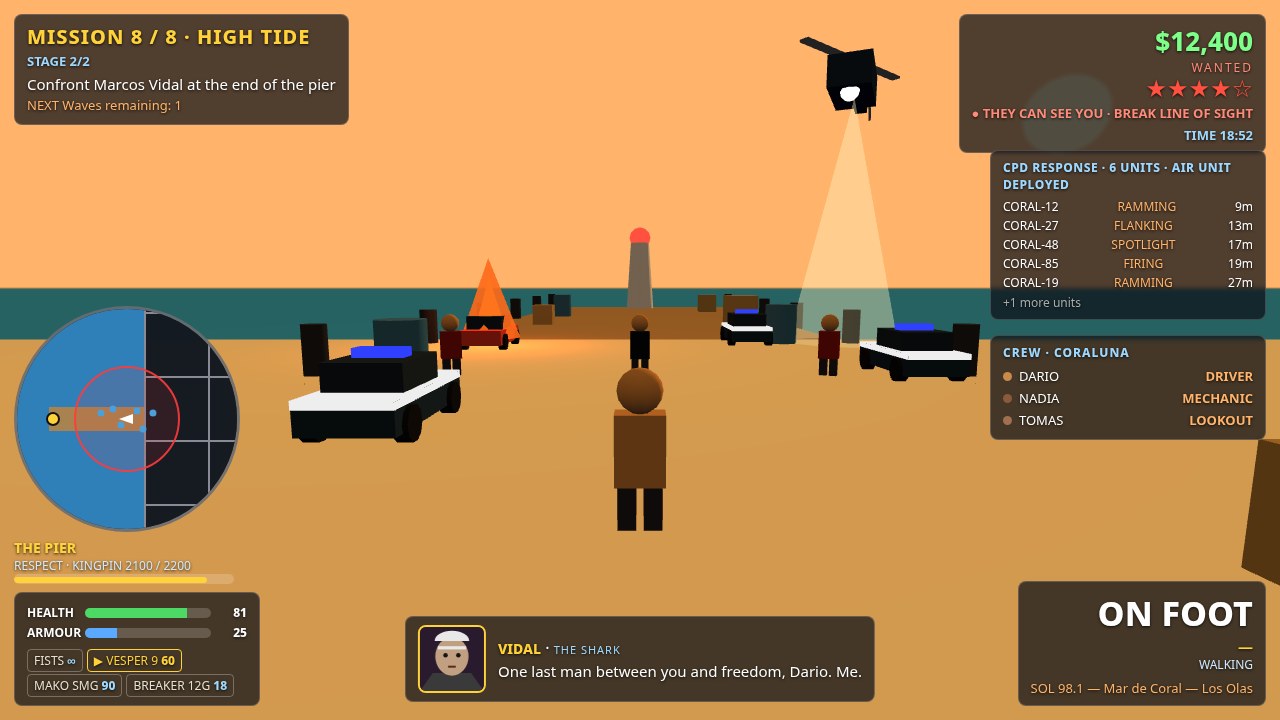 MISSION 8 / 8 · HIGH TIDE
STAGE 2/2
Confront Marcos Vidal at the end of the pier
NEXT Waves remaining: 1
$12,400
WANTED
★★★★☆
● THEY CAN SEE YOU · BREAK LINE OF SIGHT
TIME 18:52
CPD RESPONSE · 6 UNITS · AIR UNIT
DEPLOYED
CORAL-12 RAMMING 9m
CORAL-27 FLANKING 13m
CORAL-48 SPOTLIGHT 17m
CORAL-85 FIRING 19m
CORAL-19 RAMMING 27m
+1 more units
CREW · CORALUNA
DARIO DRIVER
NADIA MECHANIC
TOMAS LOOKOUT
THE PIER
RESPECT · KINGPIN 2100 / 2200
HEALTH 81
ARMOUR 25
FISTS ∞ ▶ VESPER 9 60
MAKO SMG 90 BREAKER 12G 18
VIDAL · THE SHARK
One last man between you and freedom, Dario. Me.
ON FOOT
—
WALKING
SOL 98.1 — Mar de Coral — Los Olas